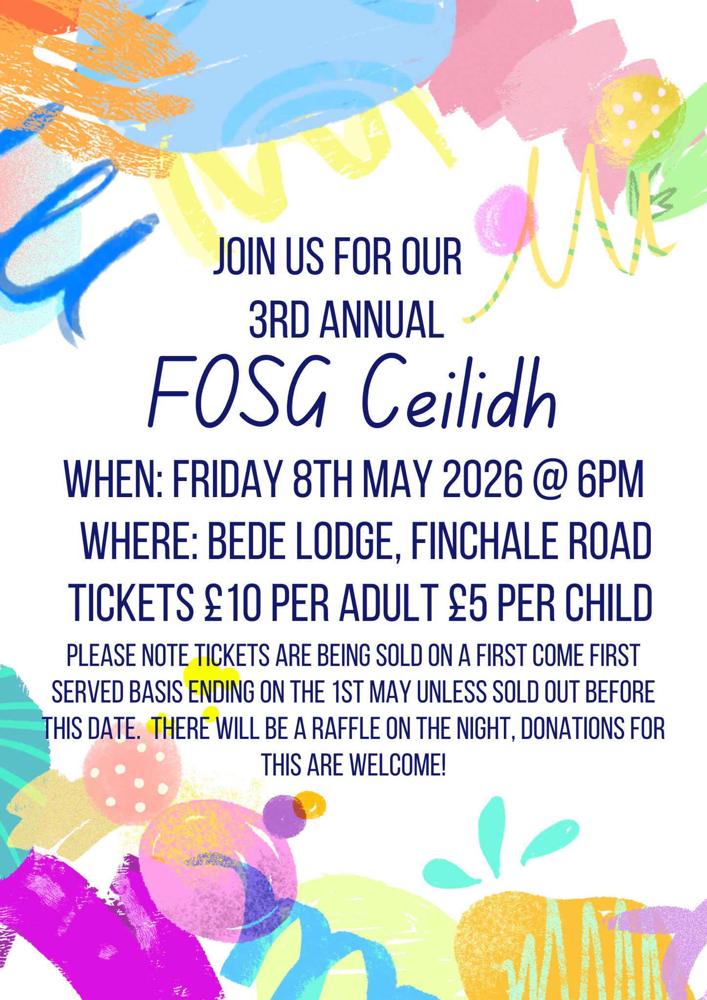 JOIN US FOR OUR
3RD ANNUAL
FOSG Ceilidh
WHEN: FRIDAY 8TH MAY 2026 @ 6PM
WHERE: BEDE LODGE, FINCHALE ROAD
TICKETS £10 PER ADULT £5 PER CHILD
PLEASE NOTE TICKETS ARE BEING SOLD ON A FIRST COME FIRST
SERVED BASIS ENDING ON THE 1ST MAY UNLESS SOLD OUT BEFORE
THIS DATE. THERE WILL BE A RAFFLE ON THE NIGHT, DONATIONS FOR
THIS ARE WELCOME!